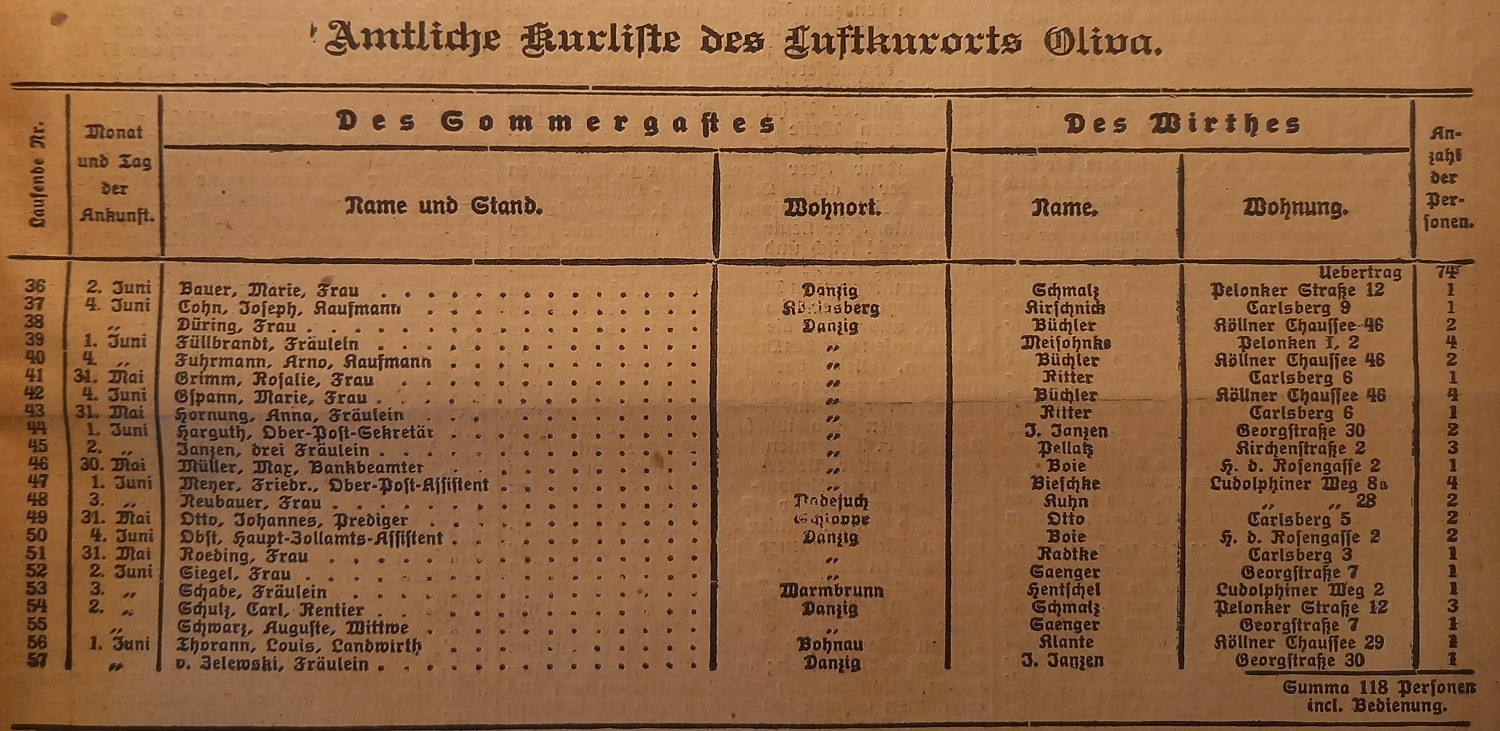 Amtliche Kurliste des Luftkurorts Oliva.
Laufende Nr.
Monat und Tag der Ankunft.
Des Sommergastes
Name und Stand.
Wohnort.
Des Wirthes
Name.
Wohnung.
An-
zahl
der
Per-
sonen.
Uebertrag 74
36 2. Juni Bauer, Marie, Frau Danzig Schmalz Pelonker Straße 12 1
37 4. Juni Cohn, Joseph, Kaufmann Königsberg Kirschnick Carlsberg 9 1
38 „ Düring, Frau Danzig Büchler Köllner Chaussee 46 2
39 1. Juni Füllbrandt, Fräulein „ Meisohnke Pelonken I, 2 4
40 4. „ Fuhrmann, Arno, Kaufmann „ Büchler Köllner Chaussee 46 2
41 31. Mai Grimm, Rosalie, Frau „ Ritter Carlsberg 6 1
42 4. Juni Gspann, Marie, Frau „ Büchler Köllner Chaussee 46 4
43 31. Mai Hornung, Anna, Fräulein „ Ritter Carlsberg 6 1
44 1. Juni Harguth, Ober-Post-Sekretär „ J. Janzen Georgstraße 30 2
45 2. „ Janzen, drei Fräulein „ Pellatz Kirchenstraße 2 3
46 30. Mai Müller, Max, Bankbeamter „ Boie H. d. Rosengasse 2 1
47 1. Juni Meyer, Friedr., Ober-Post-Assistent „ Bieschke Ludolphiner Weg 8a 4
48 3. „ Neubauer, Frau Kuhn „ „ 28 2
49 31. Mai Otto, Johannes, Prediger Schloppe Otto Carlsberg 5 2
50 4. Juni Obst, Haupt-Zollamts-Assistent Danzig Boie H. d. Rosengasse 2 2
51 31. Mai Roeding, Frau „ Radtke Carlsberg 3 1
52 2. Juni Siegel, Frau „ Saenger Georgstraße 7 1
53 3. „ Schade, Fräulein Warmbrunn Hentschel Ludolphiner Weg 2 1
54 2. „ Schulz, Carl, Rentier Danzig Schmalz Pelonker Straße 12 3
55 „ Schwarz, Auguste, Wittwe „ Saenger Georgstraße 7 1
56 1. Juni Thorann, Louis, Landwirth Bohnau Klante Köllner Chaussee 29 1
57 „ v. Zelewski, Fräulein Danzig J. Janzen Georgstraße 30 1
Summa 118 Personen
incl. Bedienung.